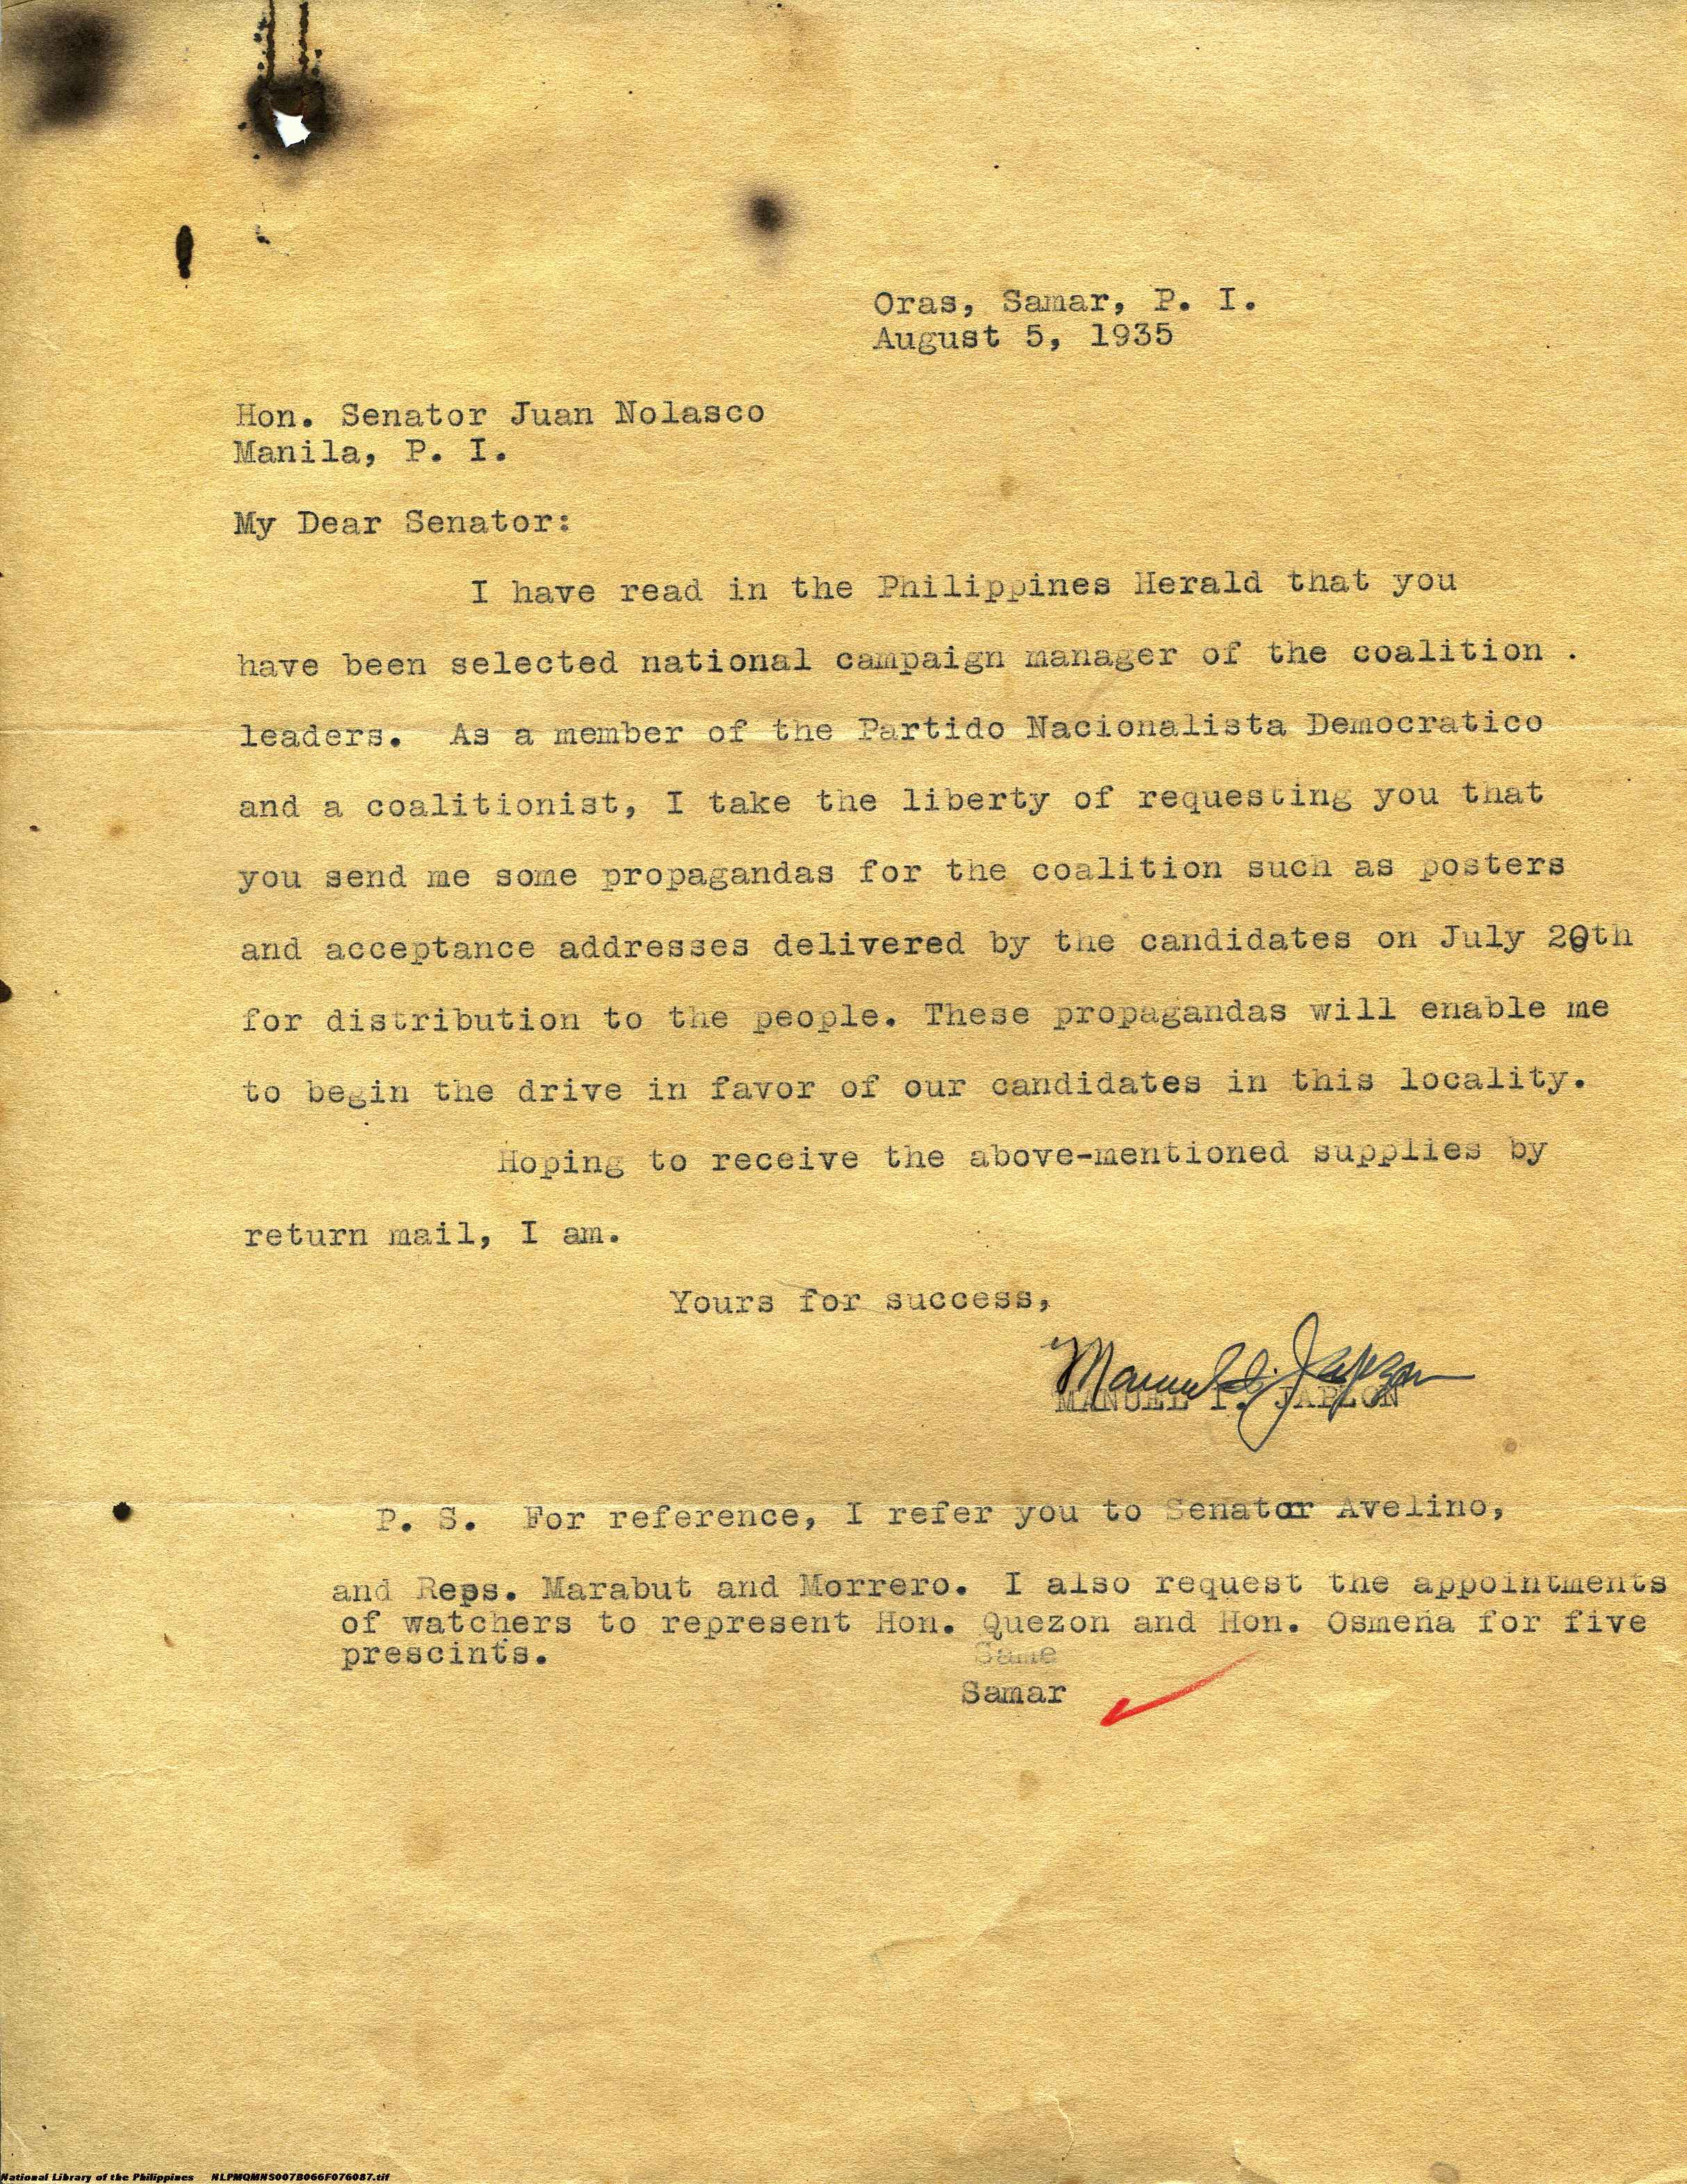 Oras, Samar, P. I.
August 5, 1935
Hon. Senator Juan Nolasco
Manila, P. I.
My Dear Senator:
I have read in the Philippines Herald that you
have been selected national campaign manager of the coalition .
leaders. As a member of the Partido Nacionalista Democratico
and a coalitionist, I take the liberty of requesting you that
you send me some propagandas for the coalition such as posters
and acceptance addresses delivered by the candidates on July 20th
for distribution to the people. These propagandas will enable me
to begin the drive in favor of our candidates in this locality.
Hoping to receive the above-mentioned supplies by
return mail, I am.
Yours for success,
MANUEL
P. S. For reference, I refer you to Senator Avelino,
and Reps. Marabut and Morrero. I also request the appointments
of watchers to represent Hon. Quezon and Hon. Osmeña for five
prescints.
Same
Samar
National Library of the Philippines NLPMQMNS007B066F076087.tif